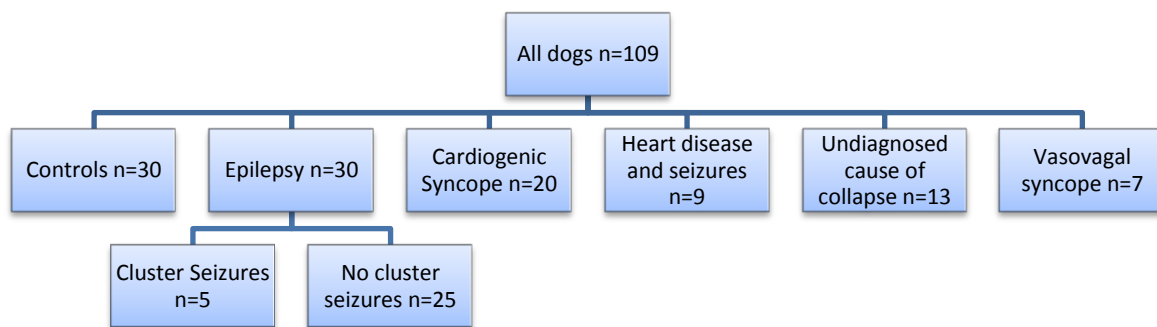 All dogs n=109
Controls n=30
Epilepsy n=30
Cardiogenic
Syncope n=20
Heart disease
and seizures
n=9
Undiagnosed
cause of
collapse n=13
Vasovagal
syncope n=7
Cluster Seizures
n=5
No cluster
seizures n=25